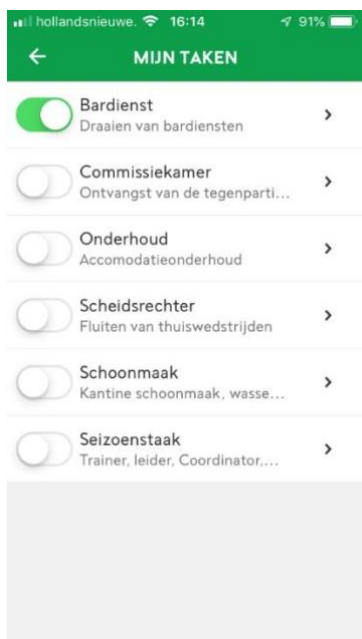 hollandsnieuwe. 16:14 91%
MIJN TAKEN
Bardienst
Draaien van bardiensten
Commissiekamer
Ontvangst van de tegenparti...
Onderhoud
Accomodatieonderhoud
Scheidsrechter
Fluiten van thuiswedstrijden
Schoonmaak
Kantine schoonmaak, wasse...
Seizoenstaak
Trainer, leider, Coordinator,...